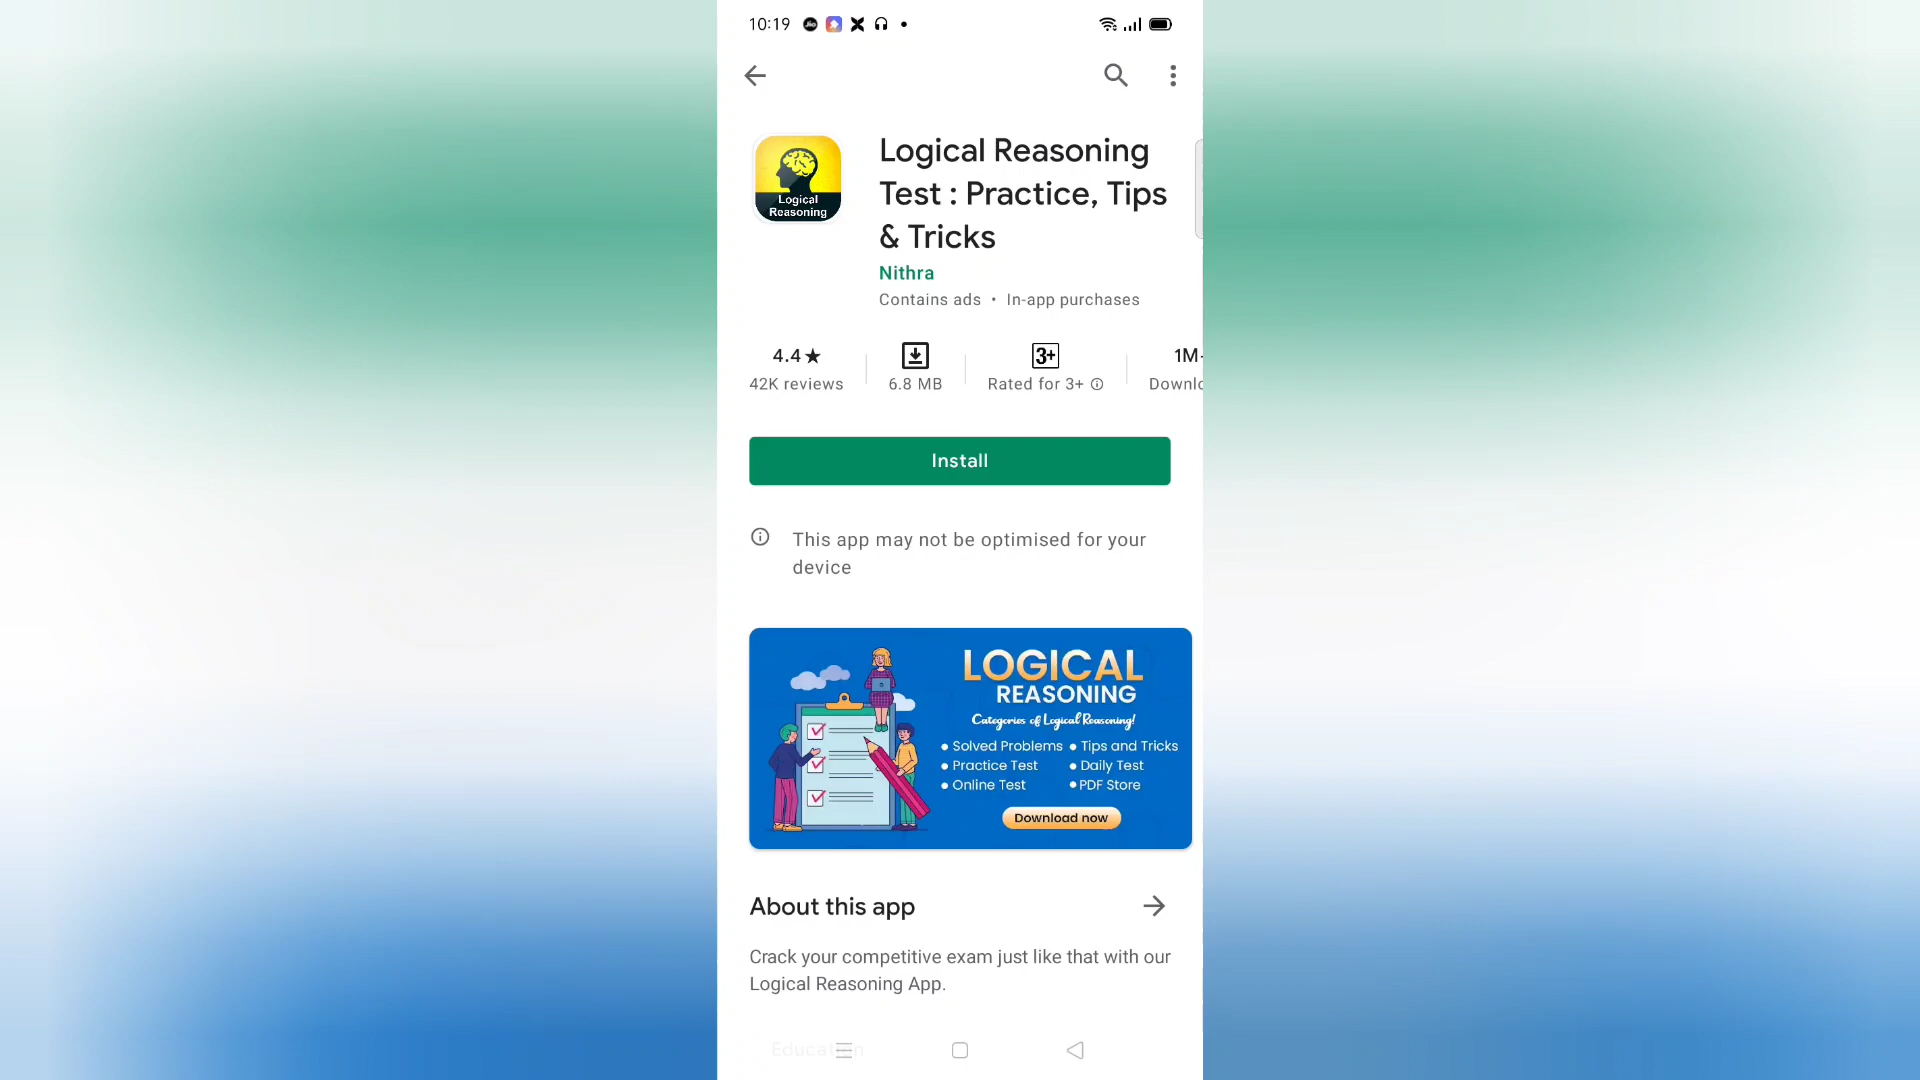 10:19
Logical Reasoning
Test : Practice, Tips
& Tricks
Logical
Reasoning
Nithra
Contains ads • In-app purchases
4.4★
42K reviews
6.8 MB
3+
Rated for 3+
1M
Downlo
Install
This app may not be optimised for your
device
LOGICAL
REASONING
Categories of Logical Reasoning!
• Solved Problems • Tips and Tricks
• Practice Test • Daily Test
• Online Test • PDF Store
Download now
About this app
Crack your competitive exam just like that with our
Logical Reasoning App.
Education